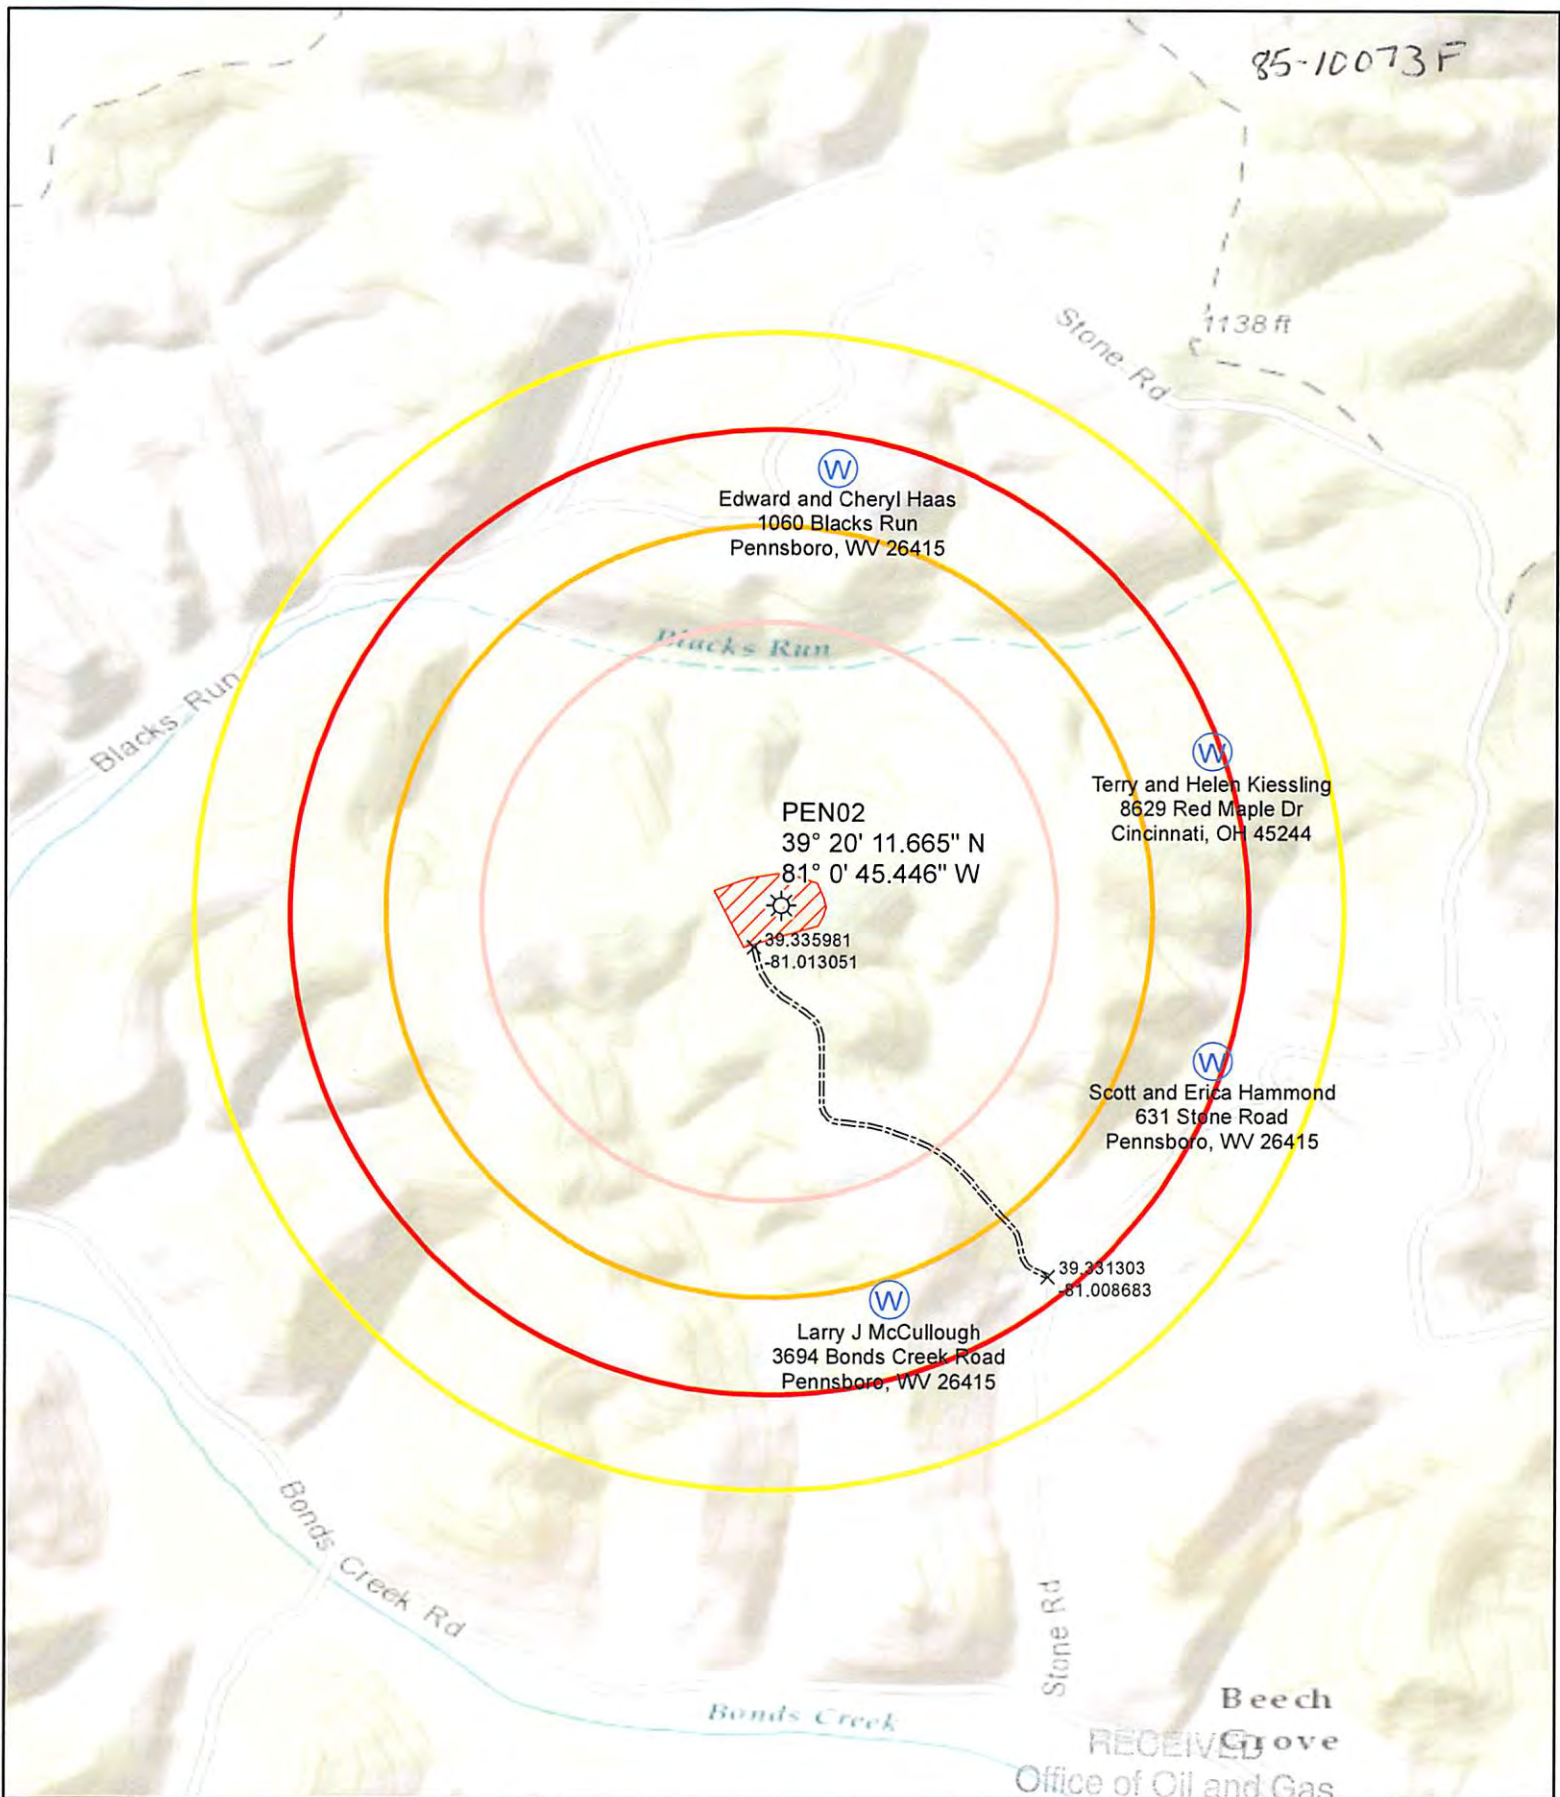 85-10073F
1138 ft
Stone Rd
W
Edward and Cheryl Haas
1060 Blacks Run
Pennsboro, WV 26415
Blacks Run
Blacks Run
W
Terry and Helen Kiessling
8629 Red Maple Dr
Cincinnati, OH 45244
PEN02
39° 20' 11.665" N
81° 0' 45.446" W
39.335981
-81.013051
W
Scott and Erica Hammond
631 Stone Road
Pennsboro, WV 26415
39.331303
-81.008683
W
Larry J McCullough
3694 Bonds Creek Road
Pennsboro, WV 26415
Bonds Creek Rd
Stone Rd
Bonds Creek
Beech
Grove
RECEIVED
Office of Oil and Gas